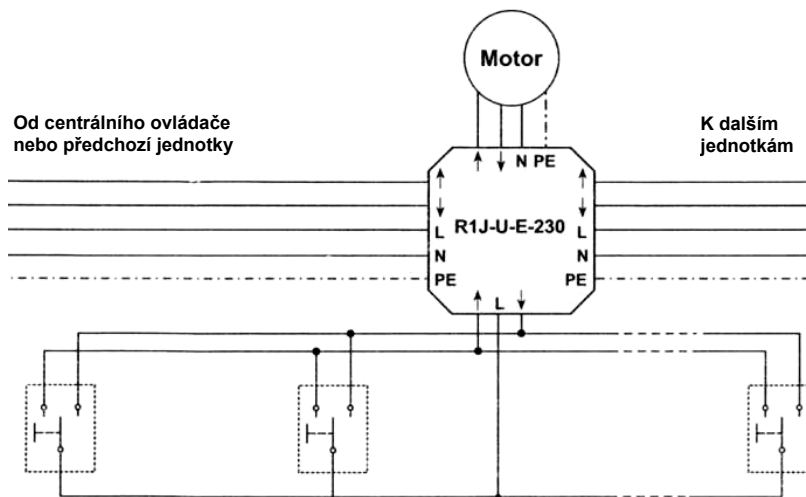 Motor
Od centrálního ovládače
nebo předchozí jednotky
K dalším
jednotkám
↑ ↓ N PE
↑ ↑
↓ ↓
L R1J-U-E-230 L
N N
PE PE
↑ L ↓